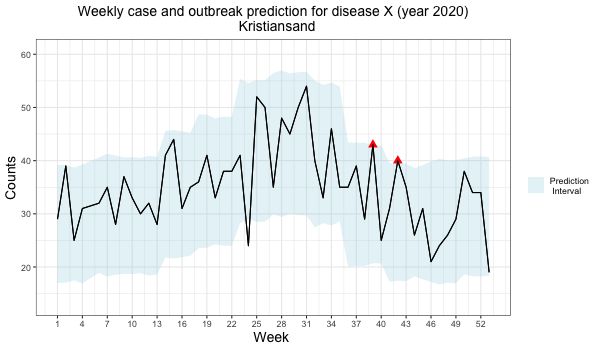 Weekly case and outbreak prediction for disease X (year 2020)
Kristiansand
60
50
40
30
20
Counts
1 4 7 10 13 16 19 22 25 28 31 34 37 40 43 46 49 52
Week
Prediction
Interval